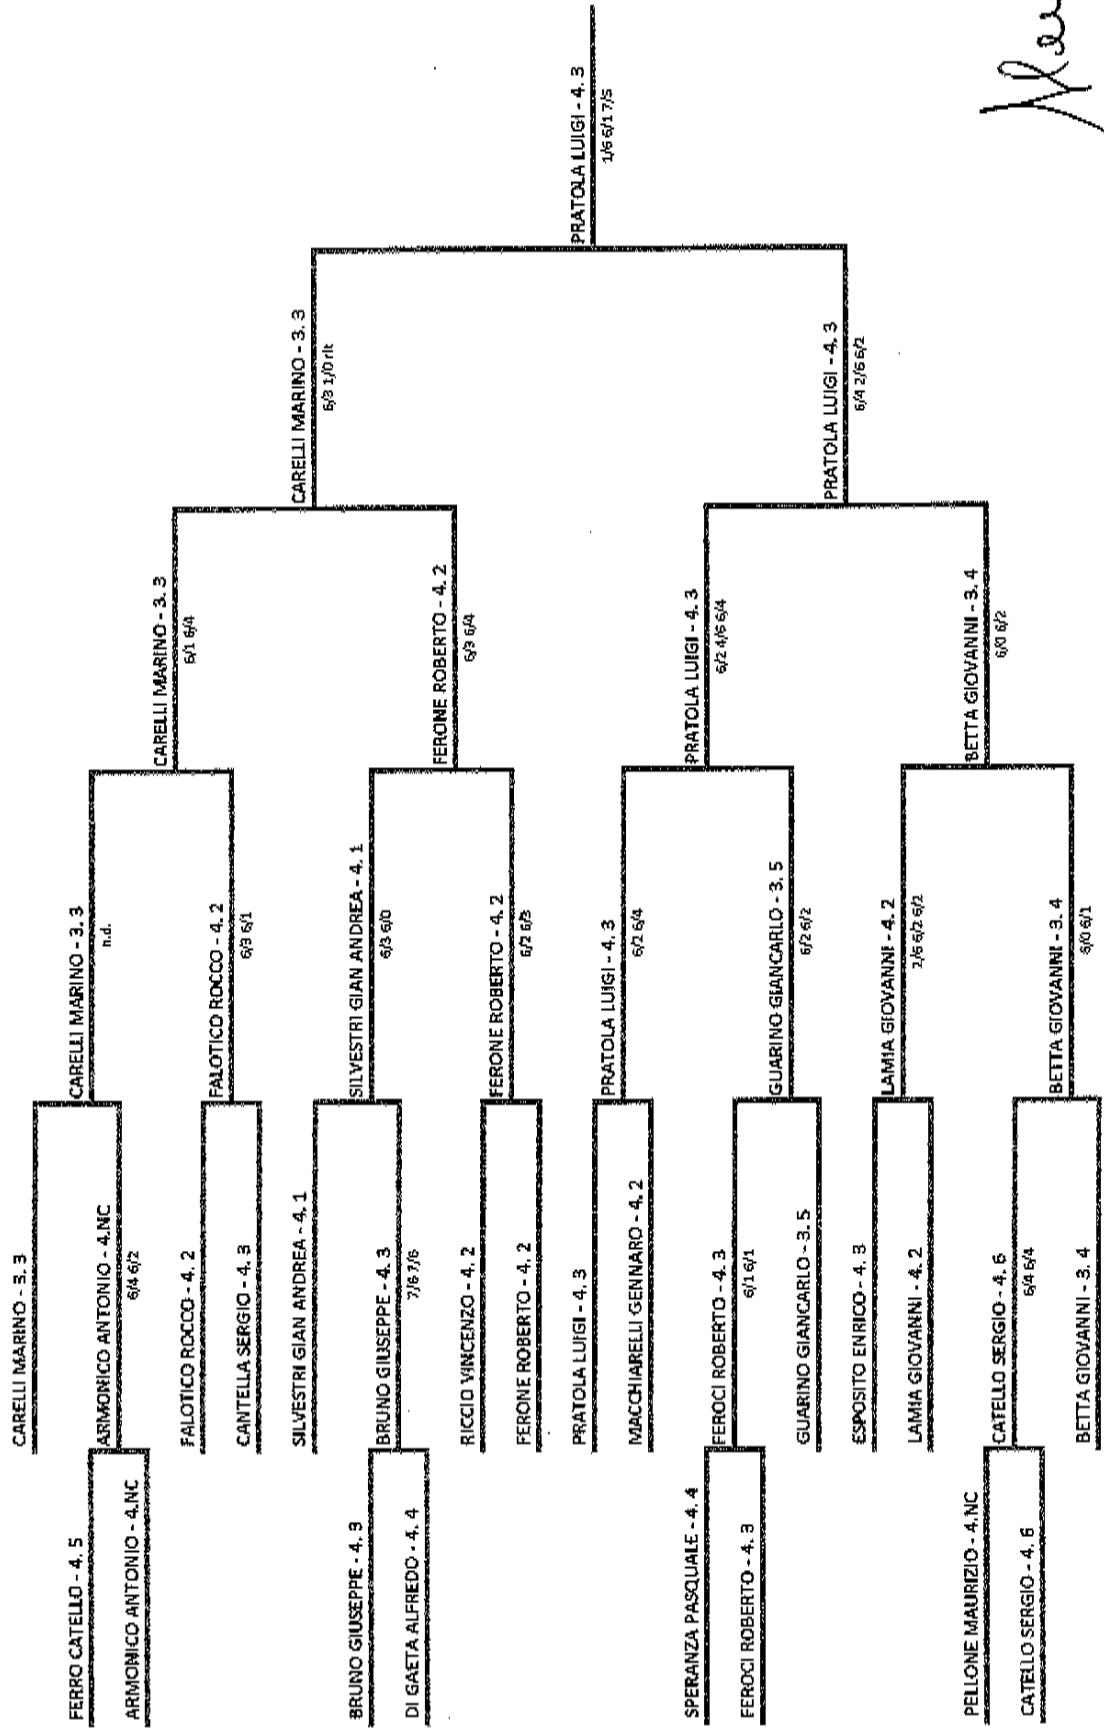 FERRO CATELLO - 4. 5
ARMONICO ANTONIO - 4.NC
BRUNO GIUSEPPE - 4. 3
DI GAETA ALFREDO - 4. 4
SPERANZA PASQUALE - 4. 4
FEROCI ROBERTO - 4. 3
PELLONE MAURIZIO - 4.NC
CATELLO SERGIO - 4. 6
CARELLI MARINO - 3. 3
ARMONICO ANTONIO - 4.NC
6/4 6/2
FALOTICO ROCCO - 4. 2
CANTELLA SERGIO - 4. 3
SILVESTRI GIAN ANDREA - 4. 1
BRUNO GIUSEPPE - 4. 3
7/6 7/6
RICCIO VINCENZO - 4. 2
FERONE ROBERTO - 4. 2
PRATOLA LUIGI - 4. 3
MACCHIARELLI GENNARO - 4. 2
FEROCI ROBERTO - 4. 3
6/1 6/1
GUARINO GIANCARLO - 3. 5
ESPOSITO ENRICO - 4. 3
LAMIA GIOVANNI - 4. 2
CATELLO SERGIO - 4. 6
6/4 6/4
BETTA GIOVANNI - 3. 4
CARELLI MARINO - 3. 3
n.d.
FALOTICO ROCCO - 4. 2
6/3 6/1
SILVESTRI GIAN ANDREA - 4. 1
6/3 6/0
FERONE ROBERTO - 4. 2
6/2 6/3
PRATOLA LUIGI - 4. 3
6/2 6/4
GUARINO GIANCARLO - 3. 5
6/2 6/2
LAMIA GIOVANNI - 4. 2
2/6 6/2 6/2
BETTA GIOVANNI - 3. 4
6/0 6/1
CARELLI MARINO - 3. 3
6/1 6/4
FERONE ROBERTO - 4. 2
6/3 6/4
PRATOLA LUIGI - 4. 3
6/2 4/6 6/4
BETTA GIOVANNI - 3. 4
6/0 6/2
CARELLI MARINO - 3. 3
6/3 1/0 rit
PRATOLA LUIGI - 4. 3
6/4 2/6 6/2
PRATOLA LUIGI - 4. 3
1/6 6/1 7/5